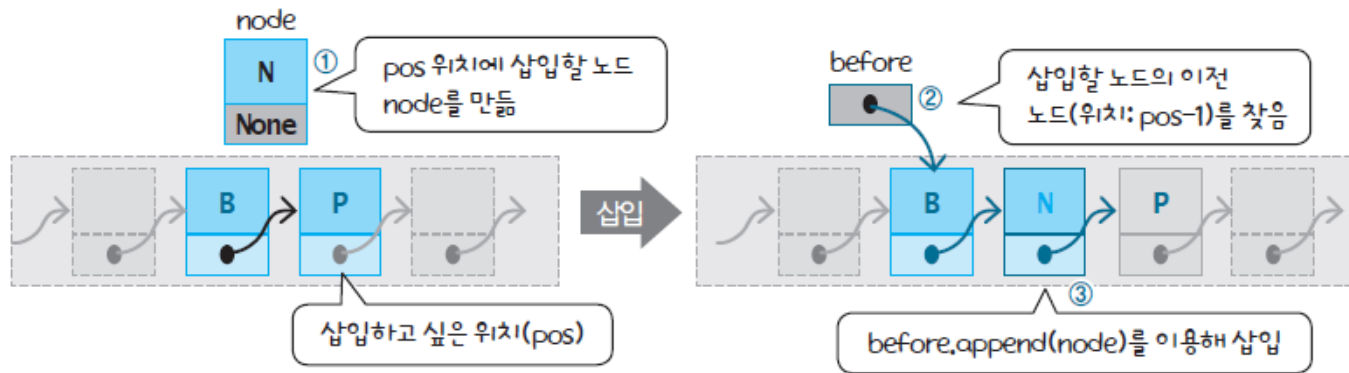 node
N
None
①
pos 위치에 삽입할 노드
node를 만듦
B
P
삽입하고 싶은 위치(pos)
삽입
before
②
삽입할 노드의 이전
노드(위치: pos-1)를 찾음
B
N
P
③
before.append(node)를 이용해 삽입